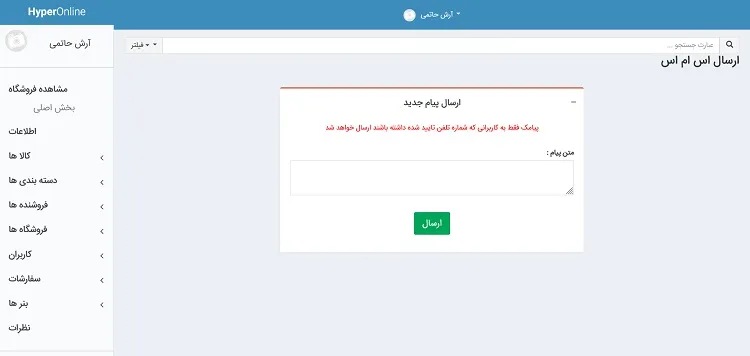 HyperOnline
آرش حاتمی
آرش حاتمی
عبارت جستجو ...
فیلتر
ارسال اس ام اس
مشاهده فروشگاه
بخش اصلی
اطلاعات
کالا ها
دسته بندی ها
فروشنده ها
فروشگاه ها
کاربران
سفارشات
بنر ها
نظرات
ارسال پیام جدید
پیامک فقط به کاربرانی که شماره تلفن تایید شده داشته باشند ارسال خواهد شد
متن پیام :
ارسال